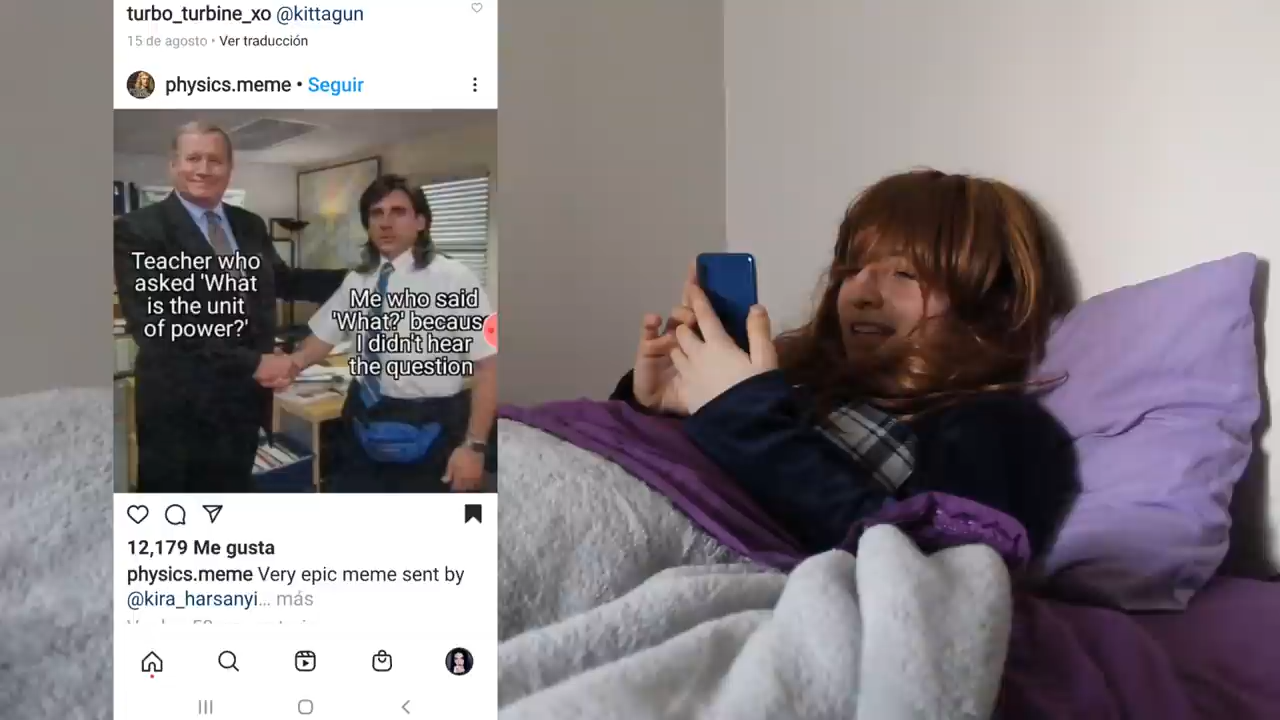 turbo_turbine_xo @kittagun
15 de agosto • Ver traducción
physics.meme • Seguir
Teacher who
asked 'What
is the unit
of power?'
Me who said
'What?' becaus
I didn't hear
the question
12,179 Me gusta
physics.meme Very epic meme sent by
@kira_harsanyi... más